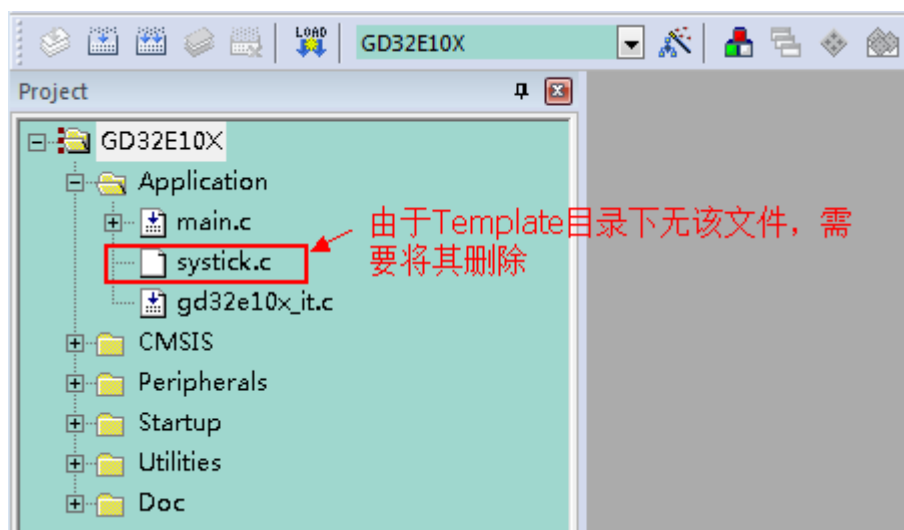 LOAD
GD32E10X
Project
GD32E10X
Application
main.c
systick.c
gd32e10x_it.c
CMSIS
Peripherals
Startup
Utilities
Doc
由于Template目录下无该文件，需
要将其删除